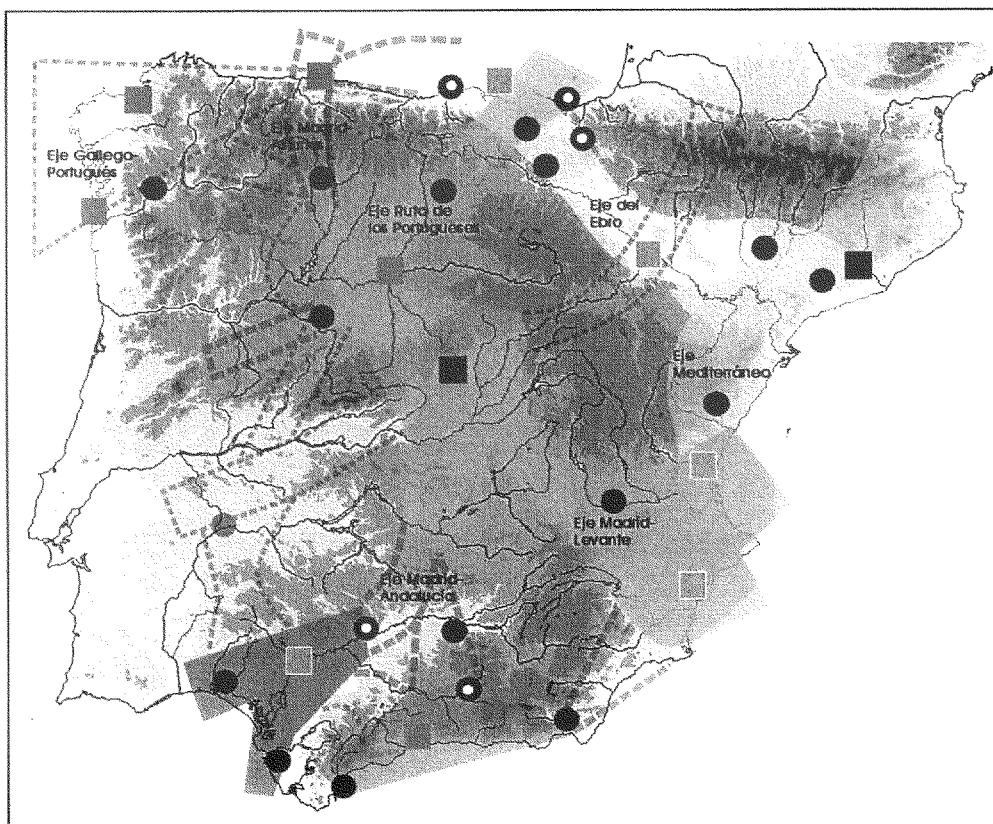 Eje Madrid-
Asturias
Eje Gallego-
Portugués
Eje Ruta de
los Portugueses
Eje del
Ebro
Eje
Mediterráneo
Eje Madrid-
Levante
Eje Madrid-
Andalucía